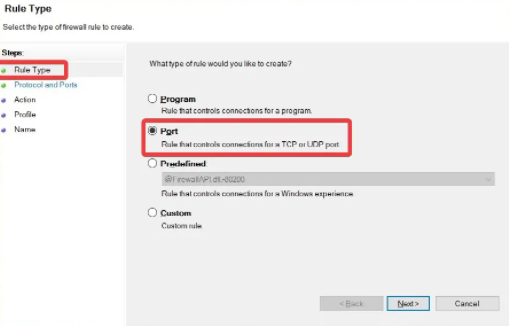 Rule Type
Select the type of firewall rule to create.
Steps:
Rule Type
Protocol and Ports
Action
Profile
Name
What type of rule would you like to create?
Program
Rule that controls connections for a program.
Port
Rule that controls connections for a TCP or UDP port.
Predefined:
@FirewallAPI.dll,-80200
Rule that controls connections for a Windows experience.
Custom
Custom rule.
< Back
Next >
Cancel